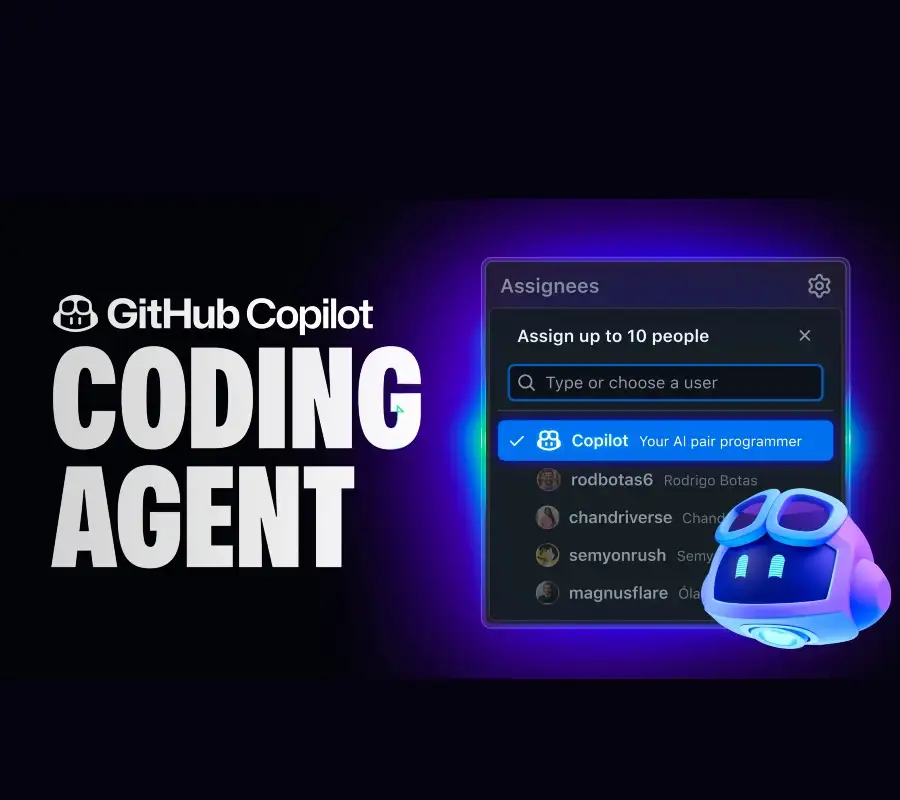 GitHub Copilot
CODING
AGENT
Assignees
Assign up to 10 people
Type or choose a user
Copilot Your AI pair programmer
rodbotas6 Rodrigo Botas
chandriverse
semyonrush
magnusflare